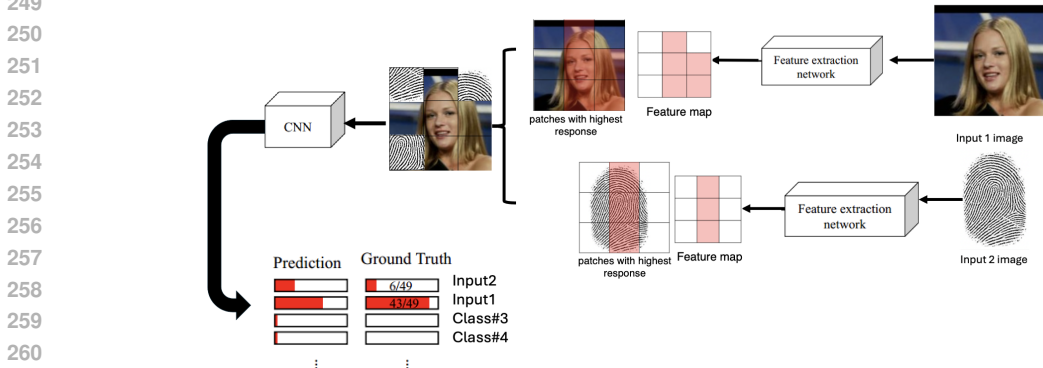 249
250
251
252
253
254
255
256
257
258
259
260
Feature extraction
network
Feature map
patches with highest
response
Input 1 image
CNN
Feature extraction
network
Feature map
patches with highest
response
Input 2 image
Prediction
Ground Truth
6/49
Input2
43/49
Input1
Class#3
Class#4
⋮
⋮